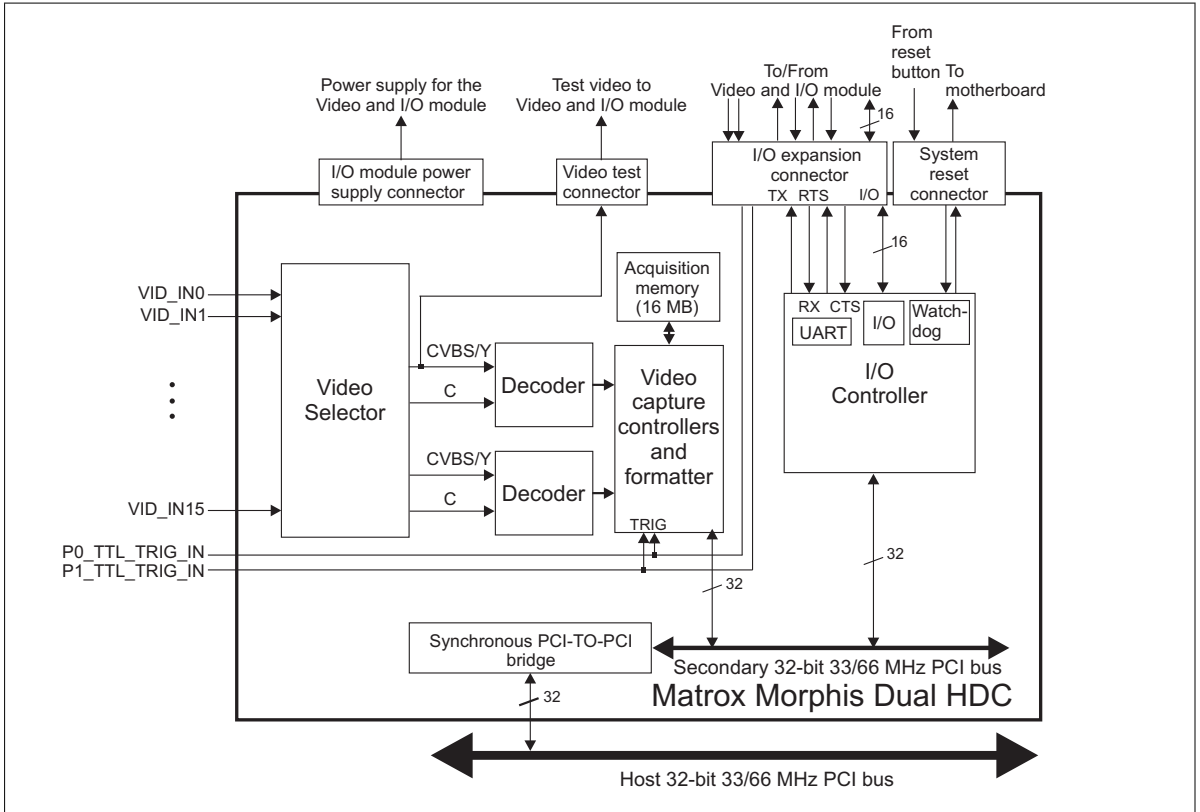 From
reset
button
To
motherboard
Power supply for the
Video and I/O module
Test video to
Video and I/O module
To/From
Video and I/O module
16
I/O module power
supply connector
Video test
connector
I/O expansion
connector
TX RTS I/O
System
reset
connector
16
VID_IN0
VID_IN1
VID_IN15
P0_TTL_TRIG_IN
P1_TTL_TRIG_IN
Video
Selector
CVBS/Y
C
CVBS/Y
C
Decoder
Decoder
Acquisition
memory
(16 MB)
Video
capture
controllers
and
formatter
TRIG
RX CTS
UART
I/O
Watch-
dog
I/O
Controller
32
32
Synchronous PCI-TO-PCI
bridge
Secondary 32-bit 33/66 MHz PCI bus
Matrox Morphis Dual HDC
32
Host 32-bit 33/66 MHz PCI bus